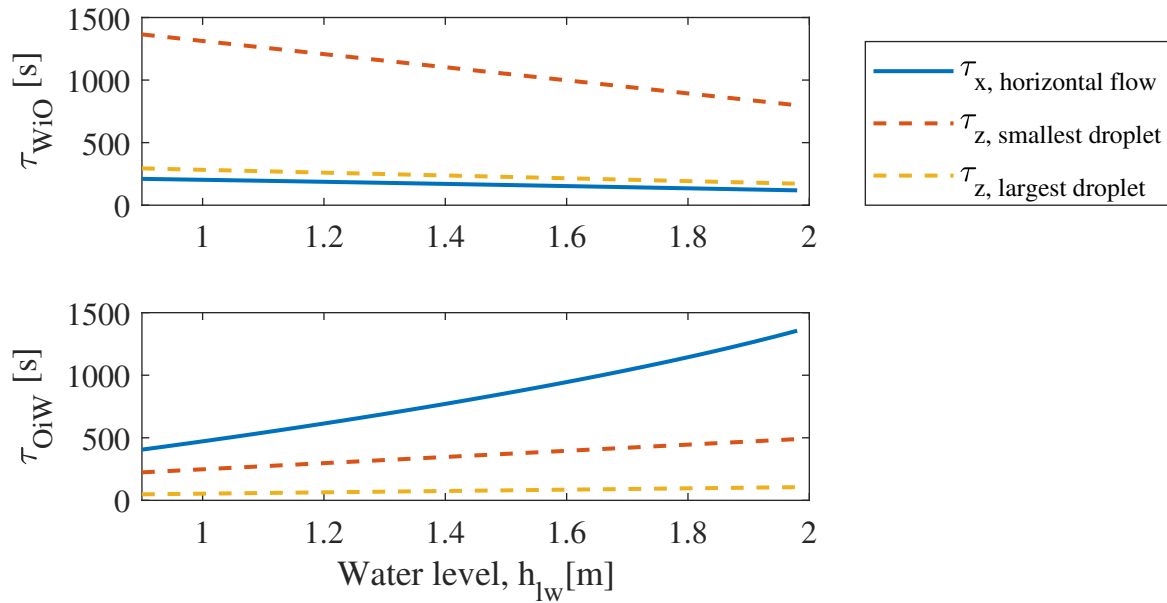 1500
1000
500
0
τWiO [s]
1 1.2 1.4 1.6 1.8 2
τx, horizontal flow
τz, smallest droplet
τz, largest droplet
1500
1000
500
0
τOiW [s]
1 1.2 1.4 1.6 1.8 2
Water level, hlw[m]